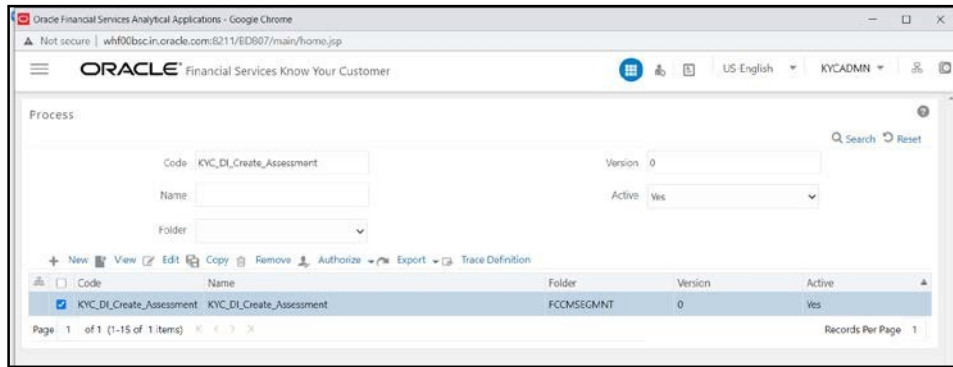 Oracle Financial Services Analytical Applications - Google Chrome
Not secure | whf00bsc.in.oracle.com:8211/ED807/main/home.jsp
ORACLE® Financial Services Know Your Customer US-English KYCADMN
Process
Search Reset
Code KYC_DI_Create_Assessment Version 0
Name Active Yes
Folder
New View Edit Copy Remove Authorize Export Trace Definition
Code Name Folder Version Active
KYC_DI_Create_Assessment KYC_DI_Create_Assessment FCCMSEGMNT 0 Yes
Page 1 of 1 (1-15 of 1 items) Records Per Page 1